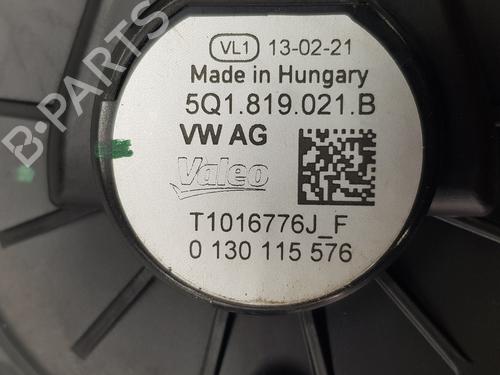 B-PARTS
VL1 13-02-21
Made in Hungary
5Q1.819.021.B
VW AG
Valeo
T1016776J_F
0 130 115 576